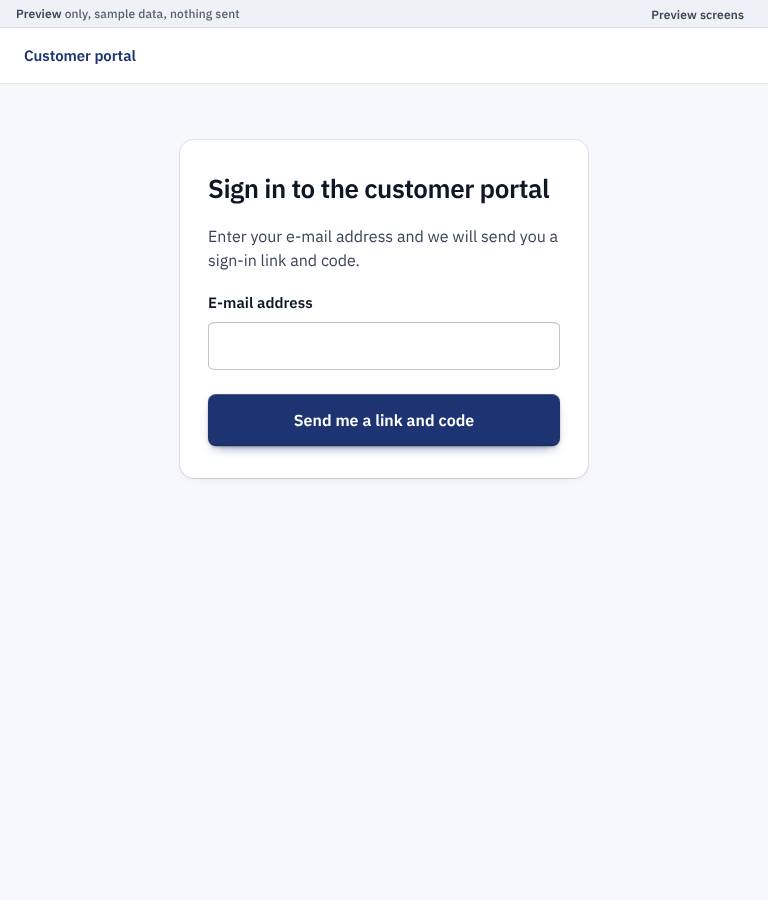 Preview only, sample data, nothing sent
Preview screens
Customer portal
Sign in to the customer portal
Enter your e-mail address and we will send you a
sign-in link and code.
E-mail address
Send me a link and code